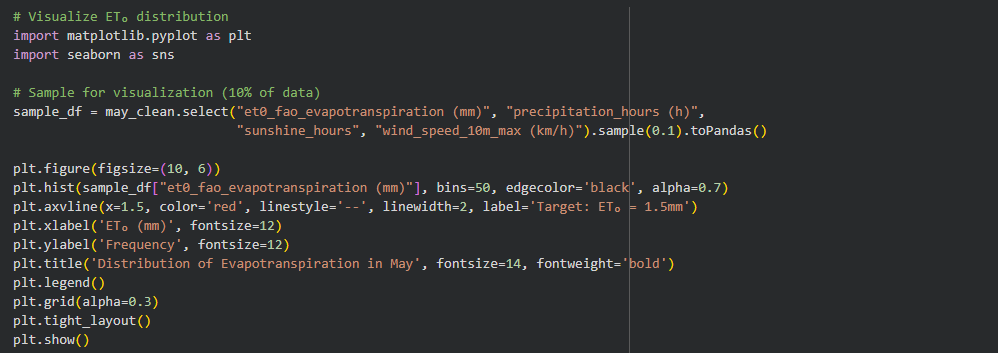 # Visualize ETₒ distribution
import matplotlib.pyplot as plt
import seaborn as sns
# Sample for visualization (10% of data)
sample_df = may_clean.select("et0_fao_evapotranspiration (mm)", "precipitation_hours (h)",
"sunshine_hours", "wind_speed_10m_max (km/h)").sample(0.1).toPandas()
plt.figure(figsize=(10, 6))
plt.hist(sample_df["et0_fao_evapotranspiration (mm)"], bins=50, edgecolor='black', alpha=0.7)
plt.axvline(x=1.5, color='red', linestyle='--', linewidth=2, label='Target: ETₒ = 1.5mm')
plt.xlabel('ETₒ (mm)', fontsize=12)
plt.ylabel('Frequency', fontsize=12)
plt.title('Distribution of Evapotranspiration in May', fontsize=14, fontweight='bold')
plt.legend()
plt.grid(alpha=0.3)
plt.tight_layout()
plt.show()